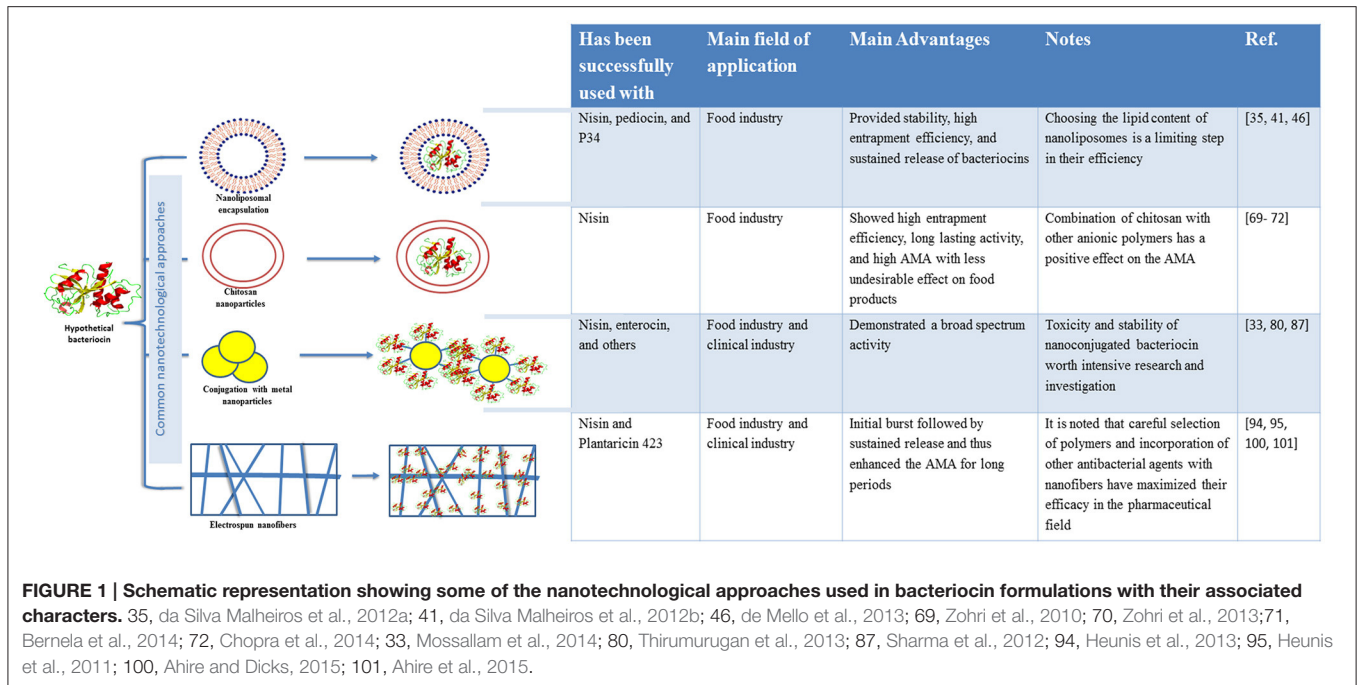 Common nanotechnological approaches
Hypothetical
bacteriocin
Nanoliposomal
encapsulation
Chitosan
nanoparticles
Conjugation with metal
nanoparticles
Electrospun nanofibers
Has been
successfully
used with
Main field of
application
Main Advantages
Notes
Ref.
Nisin, pediocin, and
P34
Food industry
Provided stability, high
entrapment efficiency, and
sustained release of bacteriocins
Choosing the lipid content of
nanoliposomes is a limiting step
in their efficiency
[35, 41, 46]
Nisin
Food industry
Showed high entrapment
efficiency, long lasting activity,
and high AMA with less
undesirable effect on food
products
Combination of chitosan with
other anionic polymers has a
positive effect on the AMA
[69- 72]
Nisin, enterocin,
and others
Food industry and
clinical industry
Demonstrated a broad spectrum
activity
Toxicity and stability of
nanoconjugated bacteriocin
worth intensive research and
investigation
[33, 80, 87]
Nisin and
Plantaricin 423
Food industry and
clinical industry
Initial burst followed by
sustained release and thus
enhanced the AMA for long
periods
It is noted that careful selection
of polymers and incorporation of
other antibacterial agents with
nanofibers have maximized their
efficacy in the pharmaceutical
field
[94, 95,
100, 101]
FIGURE 1 | Schematic representation showing some of the nanotechnological approaches used in bacteriocin formulations with their associated
characters. 35, da Silva Malheiros et al., 2012a; 41, da Silva Malheiros et al., 2012b; 46, de Mello et al., 2013; 69, Zohri et al., 2010; 70, Zohri et al., 2013;71,
Bernela et al., 2014; 72, Chopra et al., 2014; 33, Mossallam et al., 2014; 80, Thirumurugan et al., 2013; 87, Sharma et al., 2012; 94, Heunis et al., 2013; 95, Heunis
et al., 2011; 100, Ahire and Dicks, 2015; 101, Ahire et al., 2015.